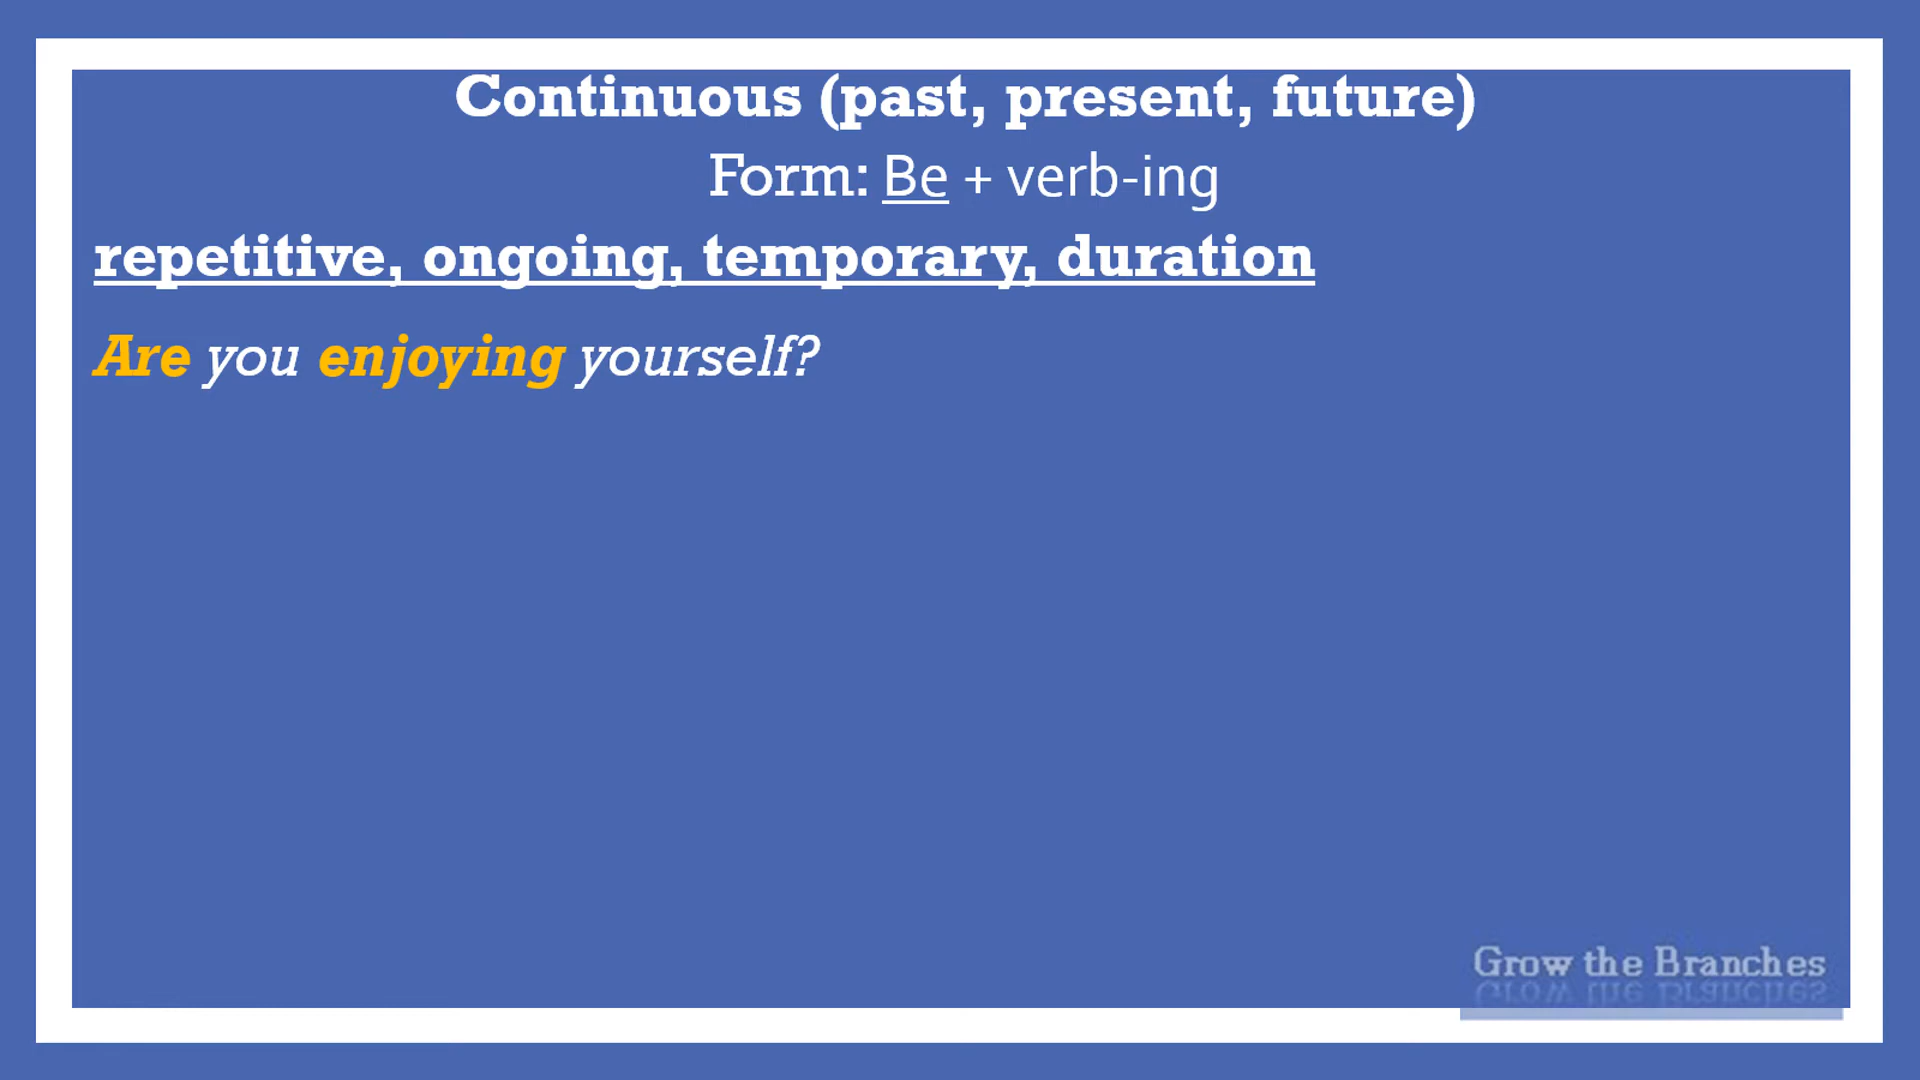 Continuous (past, present, future)
Form: Be + verb-ing
repetitive, ongoing, temporary, duration
Are you enjoying yourself?
Grow the Branches